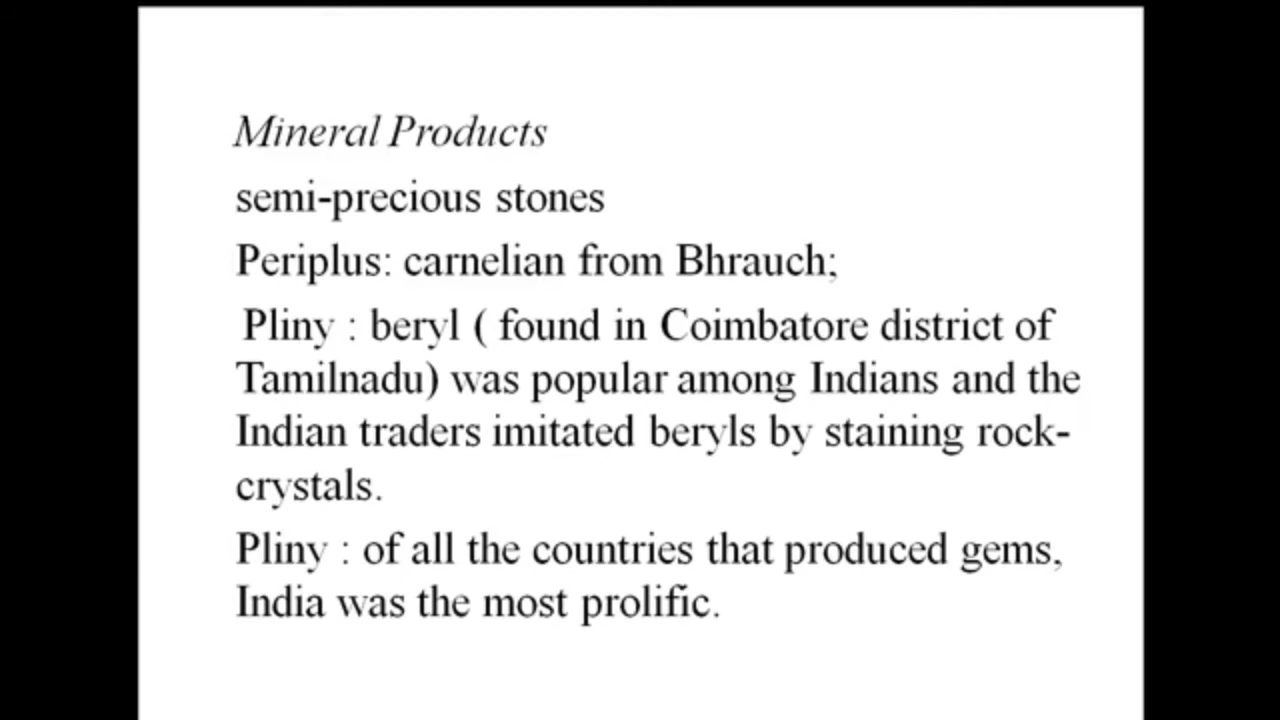 Mineral Products
semi-precious stones
Periplus: carnelian from Bhrauch;
Pliny : beryl ( found in Coimbatore district of
Tamilnadu) was popular among Indians and the
Indian traders imitated beryls by staining rock-
crystals.
Pliny : of all the countries that produced gems,
India was the most prolific.